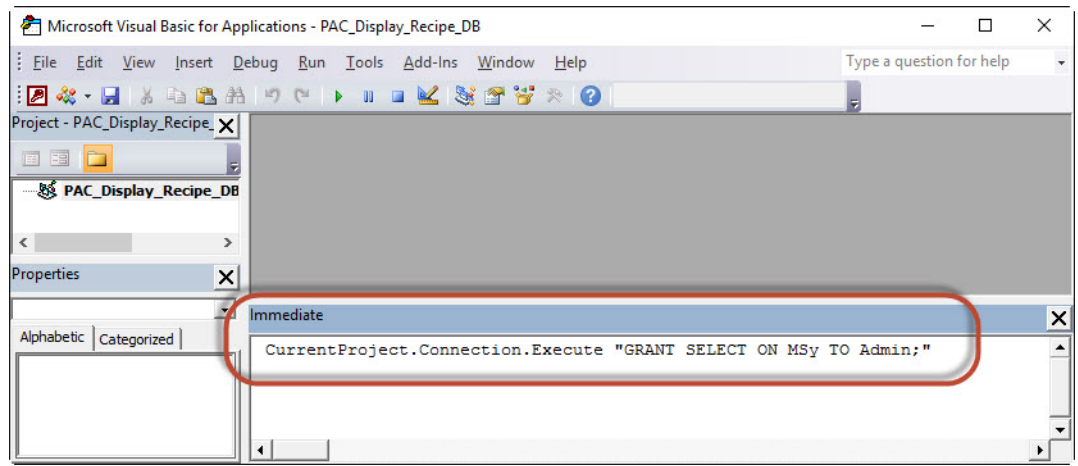 Microsoft Visual Basic for Applications - PAC_Display_Recipe_DB
File Edit View Insert Debug Run Tools Add-Ins Window Help
Type a question for help
Project - PAC_Display_Recipe_
PAC_Display_Recipe_DB
Properties
Alphabetic Categorized
Immediate
CurrentProject.Connection.Execute "GRANT SELECT ON MSy TO Admin;"